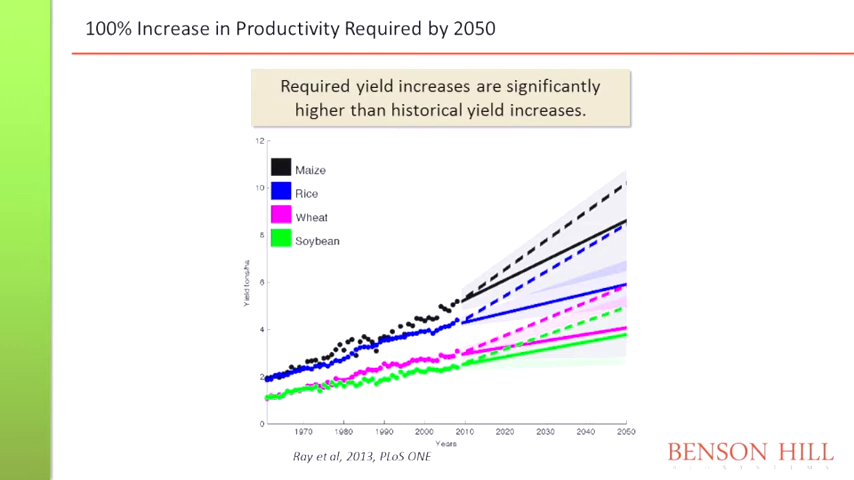 100% Increase in Productivity Required by 2050
Required yield increases are significantly
higher than historical yield increases.
12
10
8
6
4
2
0
Yield tons/ha
Maize
Rice
Wheat
Soybean
1970 1980 1990 2000 2010 2020 2030 2040 2050
Years
Ray et al, 2013, PLoS ONE
BENSON HILL